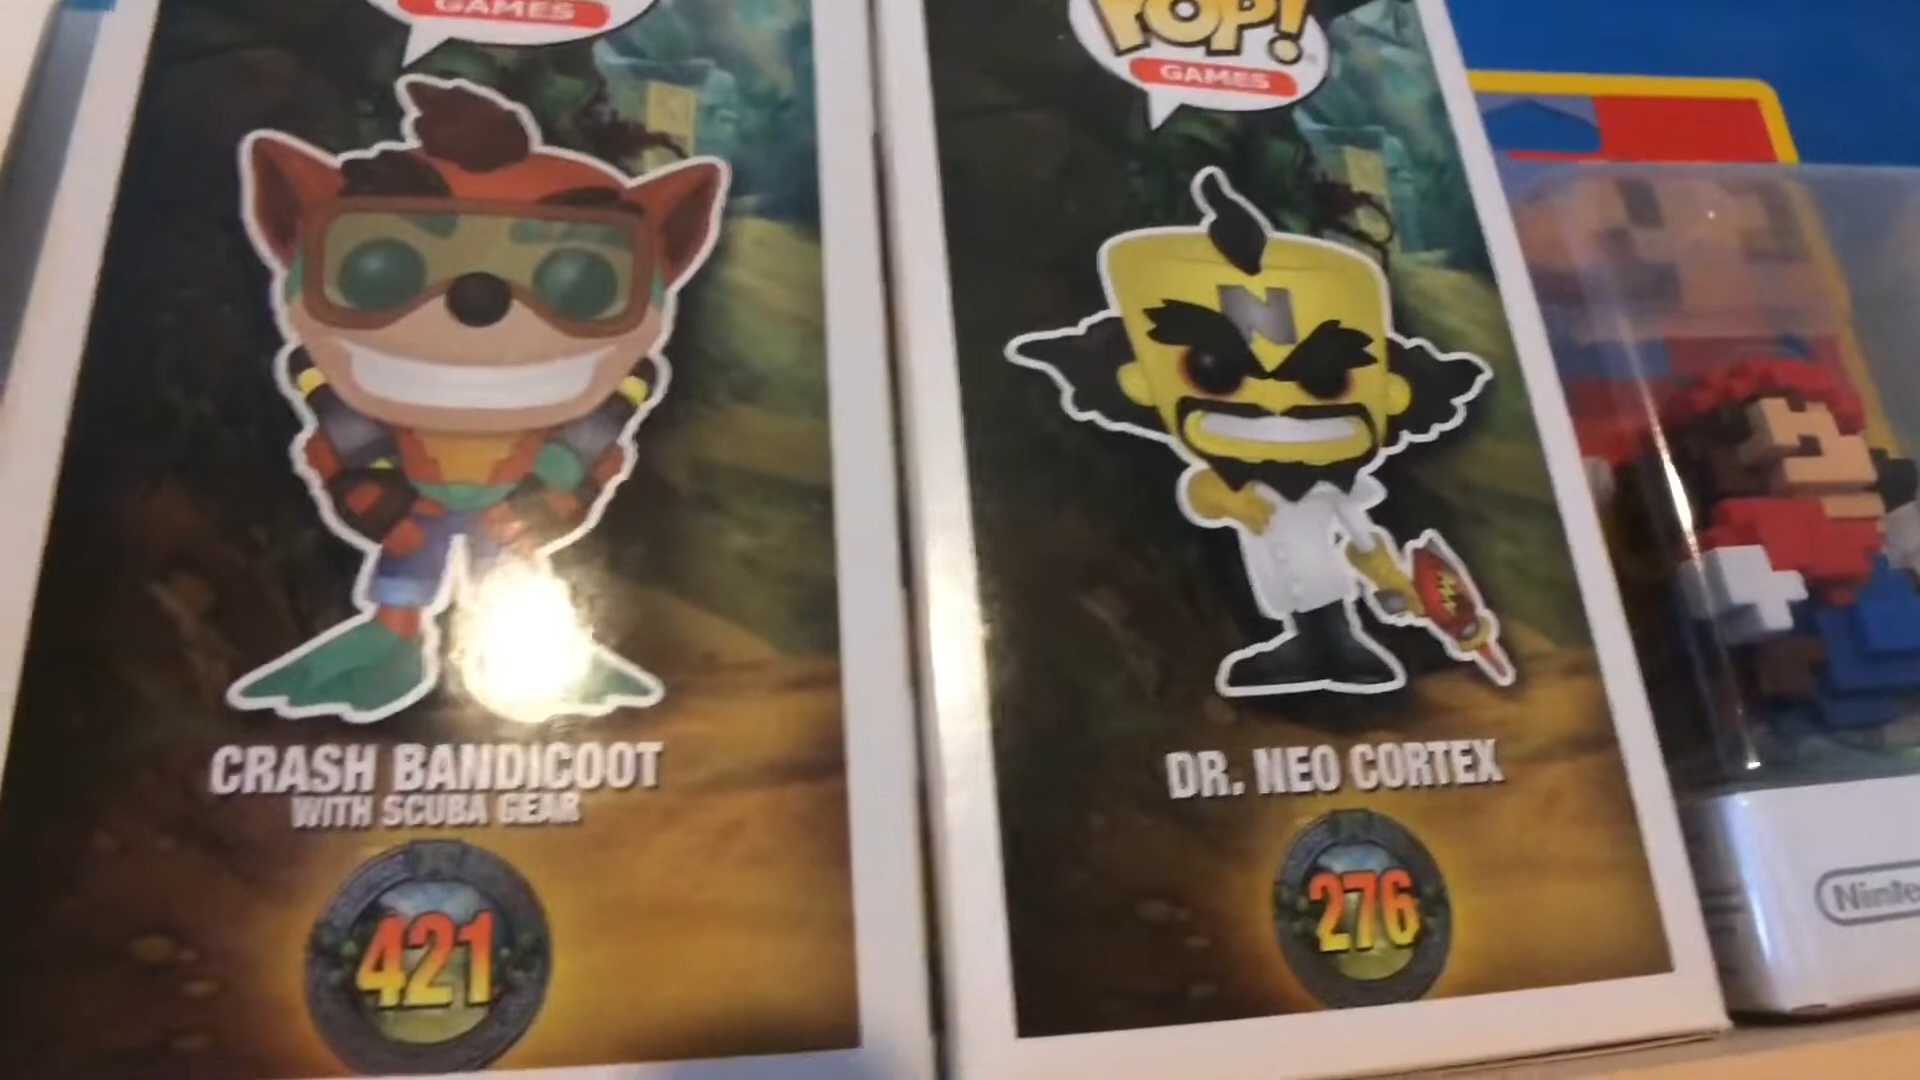 GAMES
CRASH BANDICOOT
WITH SCUBA GEAR
421
POP!
GAMES
N
DR. NEO CORTEX
276